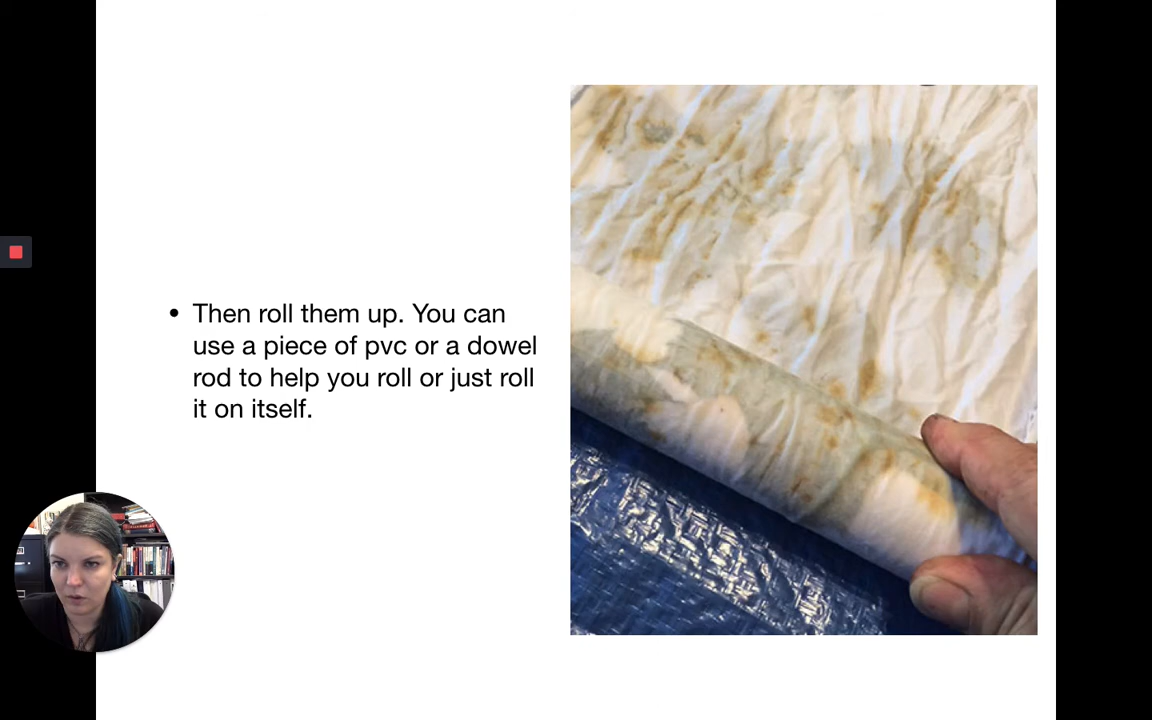 • Then roll them up. You can
use a piece of pvc or a dowel
rod to help you roll or just roll
it on itself.